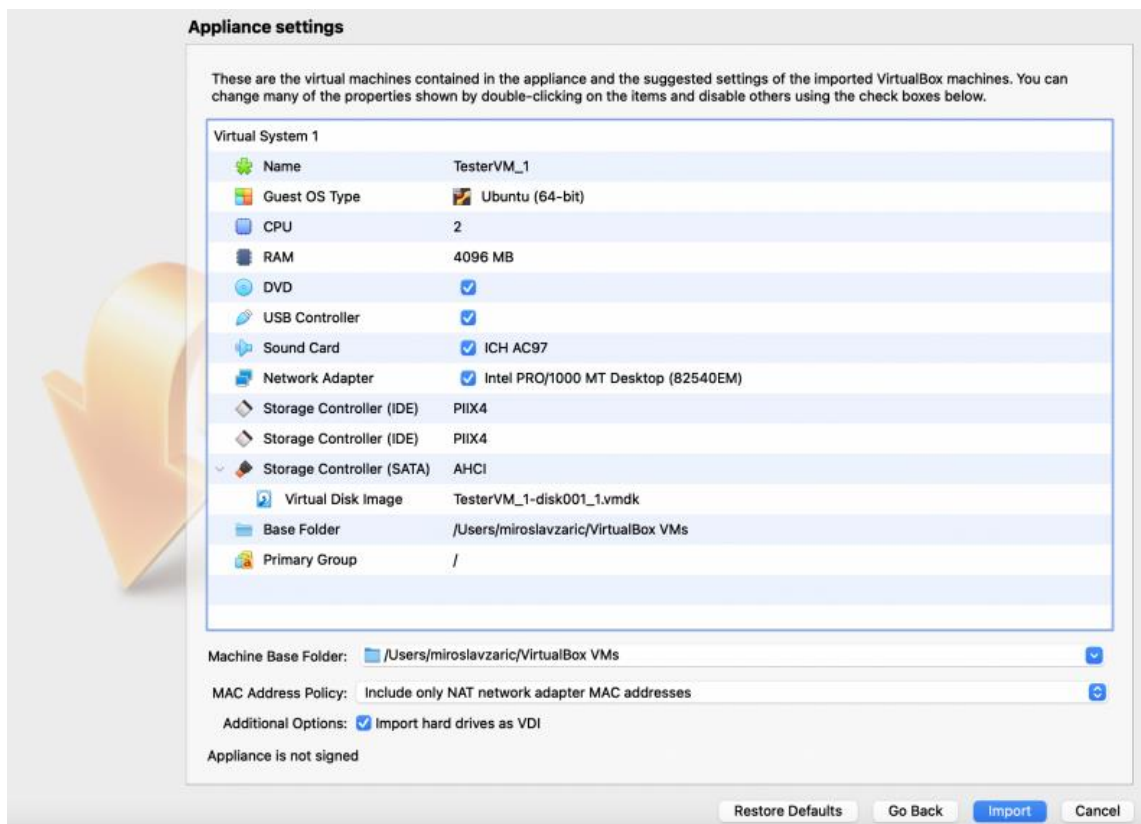 Appliance settings
These are the virtual machines contained in the appliance and the suggested settings of the imported VirtualBox machines. You can
change many of the properties shown by double-clicking on the items and disable others using the check boxes below.
Virtual System 1
Name TesterVM_1
Guest OS Type Ubuntu (64-bit)
CPU 2
RAM 4096 MB
DVD
USB Controller
Sound Card ICH AC97
Network Adapter Intel PRO/1000 MT Desktop (82540EM)
Storage Controller (IDE) PIIX4
Storage Controller (IDE) PIIX4
Storage Controller (SATA) AHCI
Virtual Disk Image TesterVM_1-disk001_1.vmdk
Base Folder /Users/miroslavzaric/VirtualBox VMs
Primary Group /
Machine Base Folder: /Users/miroslavzaric/VirtualBox VMs
MAC Address Policy: Include only NAT network adapter MAC addresses
Additional Options: Import hard drives as VDI
Appliance is not signed
Restore Defaults Go Back Import Cancel